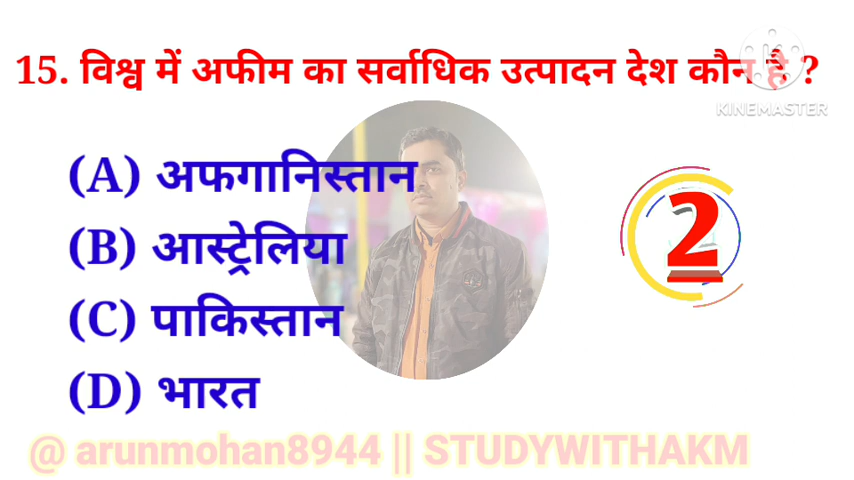 15. विश्व में अफीम का सर्वाधिक उत्पादन देश कौन है ?
KINEMASTER
(A) अफगानिस्तान
(B) आस्ट्रेलिया
(C) पाकिस्तान
(D) भारत
2
@ arunmohan8944 || STUDYWITHAKM